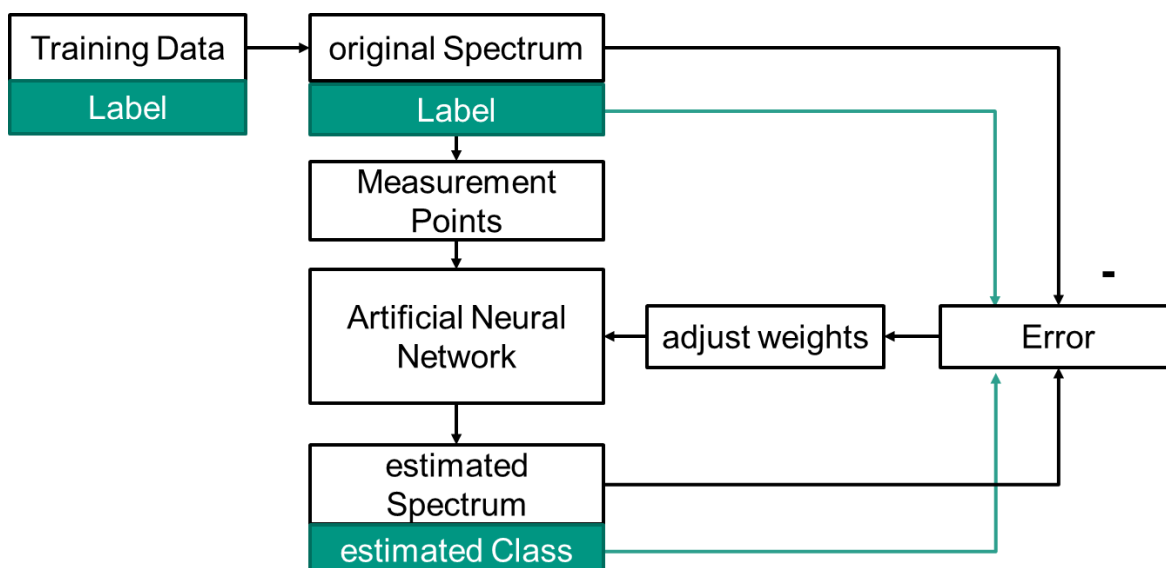 Training Data
Label
original Spectrum
Label
Measurement
Points
-
Artificial Neural
Network
adjust weights
Error
estimated
Spectrum
estimated Class